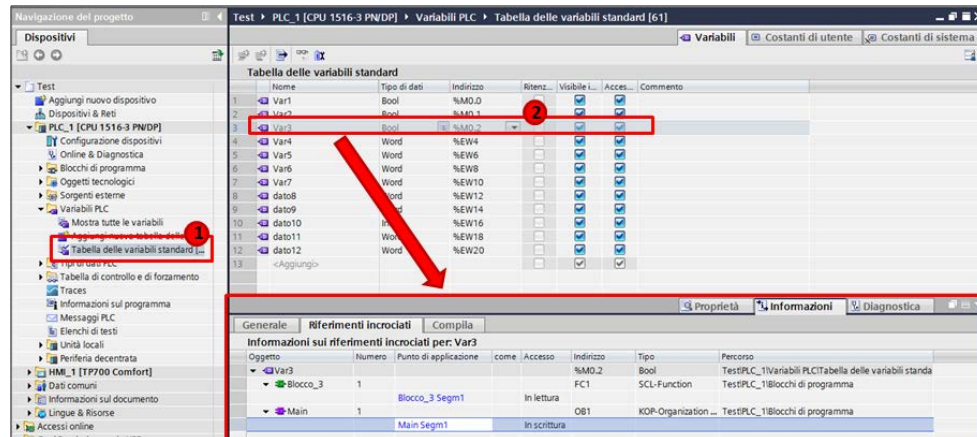 Navigazione del progetto
Test ▸ PLC_1 [CPU 1516-3 PN/DP] ▸ Variabili PLC ▸ Tabella delle variabili standard [61]
Dispositivi
Variabili
Costanti di utente
Costanti di sistema
Tabella delle variabili standard
Nome Tipo di dati Indirizzo Ritenz... Visibile i... Acces... Commento
1 Var1 Bool %M0.0
2 Var2 Bool %M0.1
3 Var3 Bool %M0.2
4 Var4 Word %EW4
5 Var5 Word %EW6
6 Var6 Word %EW8
7 Var7 Word %EW10
8 dato8 Word %EW12
9 dato9 %EW14
10 dato10 %EW16
11 dato11 %EW18
12 dato12 Word %EW20
13 <Aggiungi>
2
Test
Aggiungi nuovo dispositivo
Dispositivi & Reti
PLC_1 [CPU 1516-3 PN/DP]
Configurazione dispositivi
Online & Diagnostica
Blocchi di programma
Oggetti tecnologici
Sorgenti esterne
Variabili PLC
Mostra tutte le variabili
Aggiungi nuova tabella delle
1
Tabella delle variabili standard [...
Tipi di dati PLC
Tabella di controllo e di forzamento
Traces
Informazioni sul programma
Messaggi PLC
Elenchi di testi
Unità locali
Periferia decentrata
HMI_1 [TP700 Comfort]
Dati comuni
Informazioni sul documento
Lingue & Risorse
Accessi online
Proprietà
Informazioni
Diagnostica
Generale
Riferimenti incrociati
Compila
Informazioni sui riferimenti incrociati per: Var3
Oggetto Numero Punto di applicazione come Accesso Indirizzo Tipo Percorso
Var3 %M0.2 Bool Test\PLC_1\Variabili PLC\Tabella delle variabili standa
Blocco_3 1 FC1 SCL-Function Test\PLC_1\Blocchi di programma
Blocco_3 Segm1 In lettura
Main 1 OB1 KOP-Organization ... Test\PLC_1\Blocchi di programma
Main Segm1 In scrittura